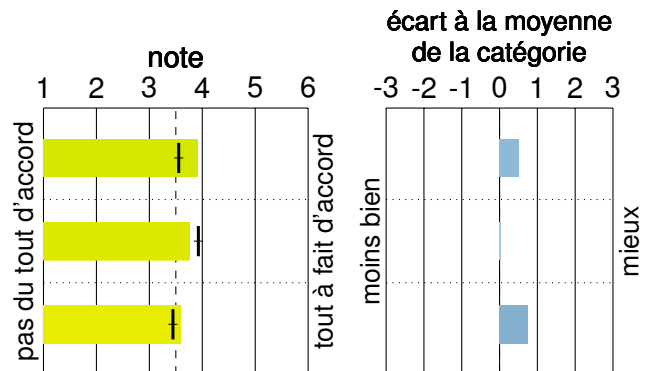 note
1 2 3 4 5 6
pas du tout d'accord
tout à fait d'accord
écart à la moyenne
de la catégorie
-3 -2 -1 0 1 2 3
moins bien
mieux